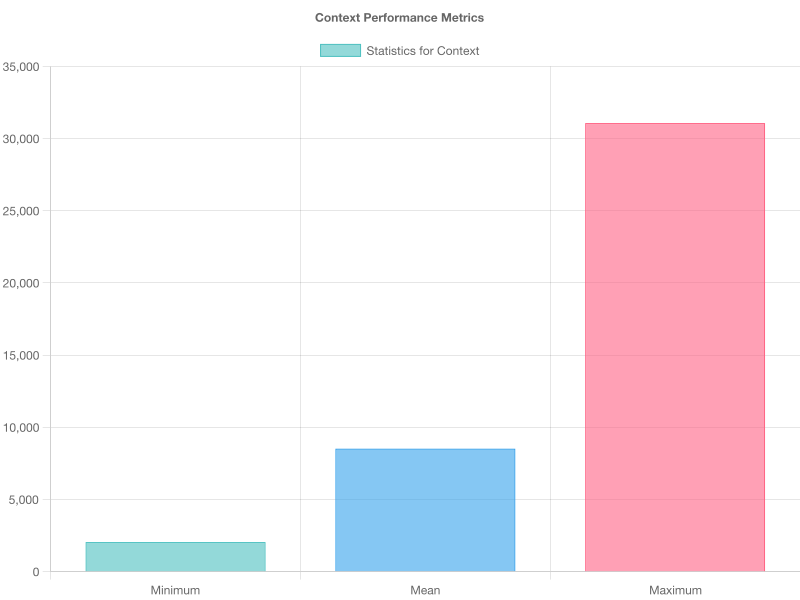 Context Performance Metrics
Statistics for Context
35,000
30,000
25,000
20,000
15,000
10,000
5,000
0
Minimum Mean Maximum